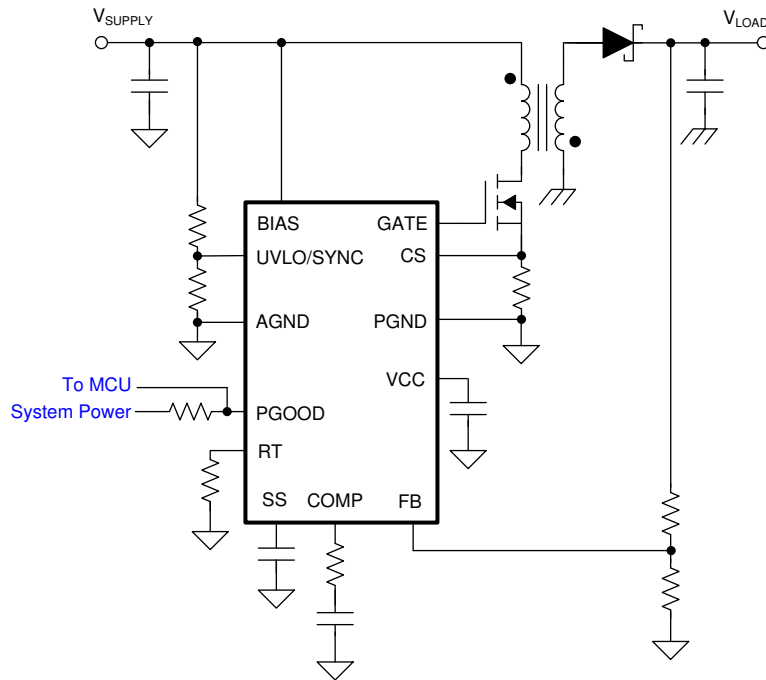 VSUPPLY
VLOAD
BIAS
GATE
UVLO/SYNC
CS
AGND
PGND
VCC
To MCU
System Power
PGOOD
RT
SS
COMP
FB